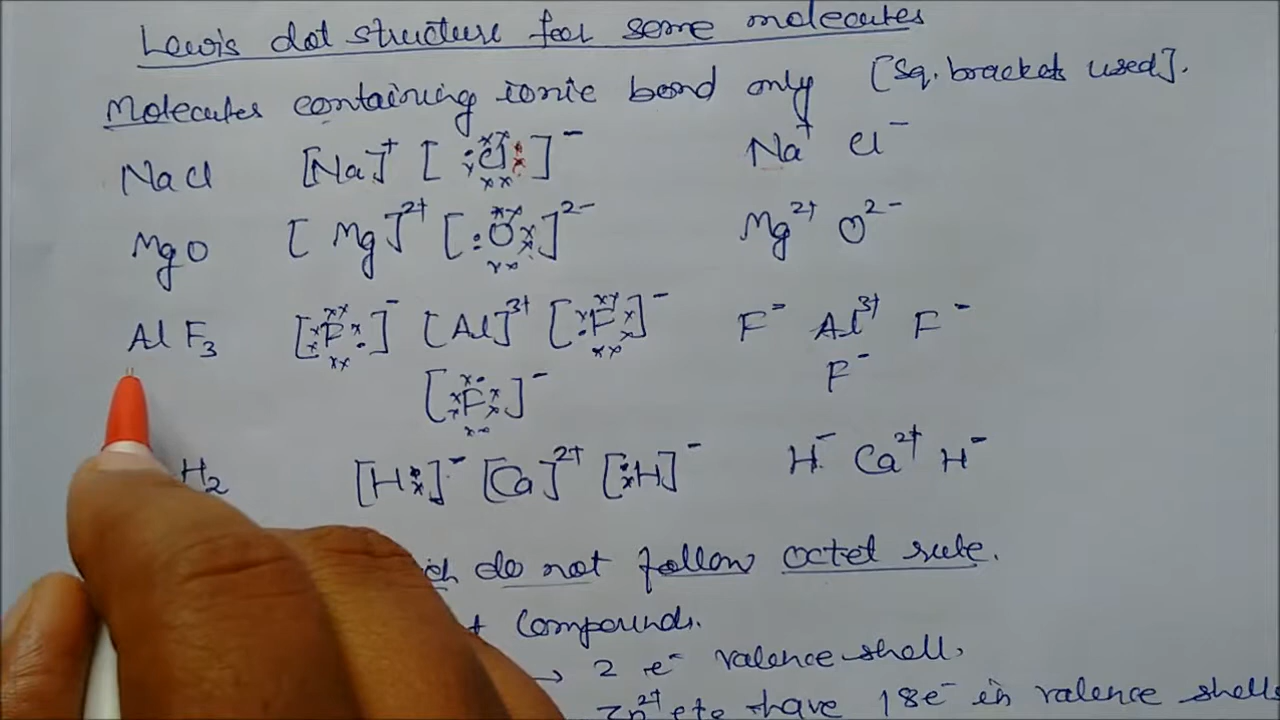 Lewis dot structure for some molecules
Molecules containing ionic bond only [Sq. brackets used].
NaCl [Na]⁺ [Cl]⁻ Na⁺ Cl⁻
MgO [Mg]²⁺ [O]²⁻ Mg²⁺ O²⁻
AlF₃ [F]⁻ [Al]³⁺ [F]⁻ F⁻ Al³⁺ F⁻
[F]⁻ F⁻
H₂ [H]⁻ [Ca]²⁺ [H]⁻ H⁻ Ca²⁺ H⁻
do not follow octet rule.
compounds.
→ 2 e⁻ valence shell.
Zn²⁺ etc have 18e⁻ in valence shells